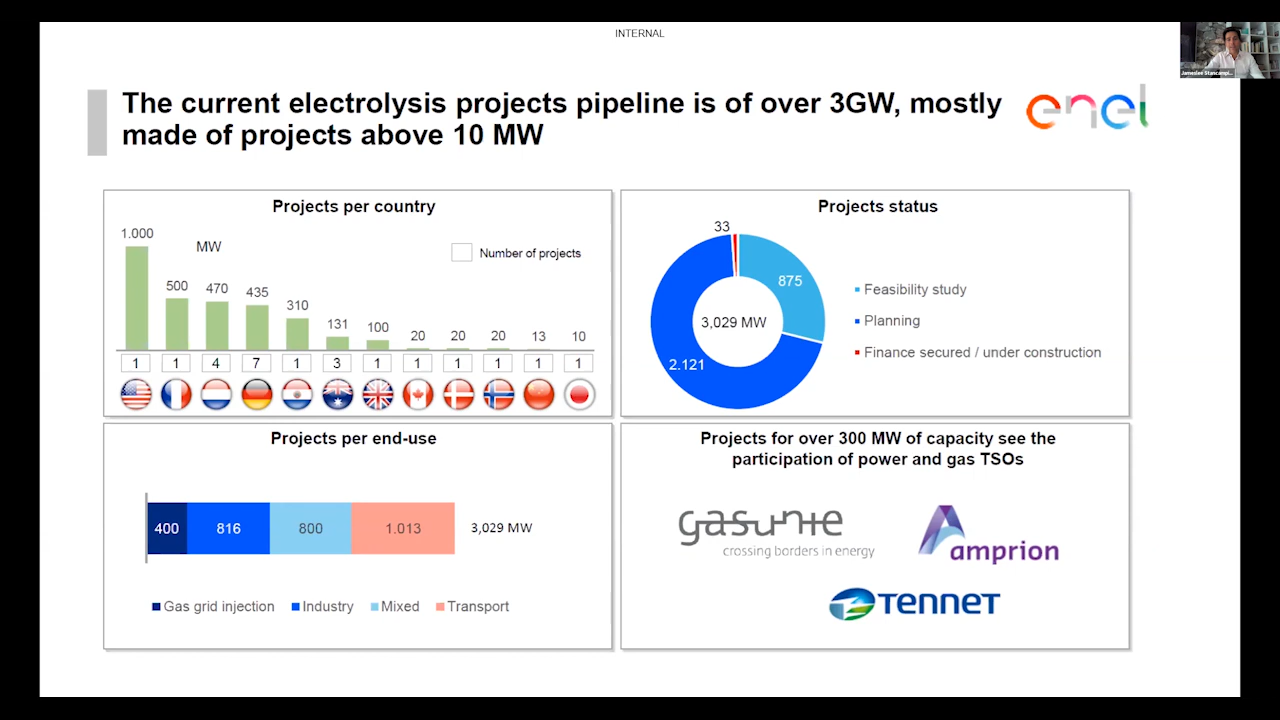 INTERNAL
The current electrolysis projects pipeline is of over 3GW, mostly
made of projects above 10 MW
enel
Projects per country
1.000
MW
Number of projects
500
470
435
310
131
100
20
20
20
13
10
1 1 4 7 1 3 1 1 1 1 1 1
Projects status
33
875
3,029 MW
2.121
Feasibility study
Planning
Finance secured / under construction
Projects per end-use
400 816 800 1.013 3,029 MW
Gas grid injection Industry Mixed Transport
Projects for over 300 MW of capacity see the
participation of power and gas TSOs
gasunie
crossing borders in energy
amprion
TENNET